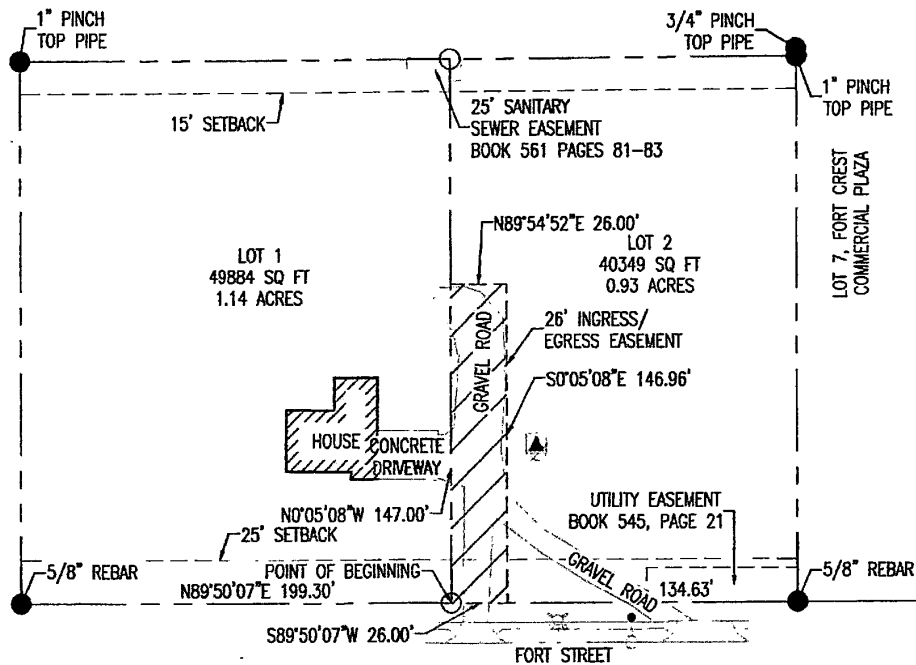 1" PINCH
TOP PIPE
3/4" PINCH
TOP PIPE
1" PINCH
TOP PIPE
15' SETBACK
25' SANITARY
SEWER EASEMENT
BOOK 561 PAGES 81-83
LOT 7, FORT CREST
COMMERCIAL PLAZA
N89°54'52"E 26.00'
LOT 1
49884 SQ FT
1.14 ACRES
LOT 2
40349 SQ FT
0.93 ACRES
GRAVEL ROAD
26' INGRESS/
EGRESS EASEMENT
S0°05'08"E 146.96'
HOUSE
CONCRETE
DRIVEWAY
N0°05'08"W 147.00'
UTILITY EASEMENT
BOOK 545, PAGE 21
25' SETBACK
GRAVEL ROAD
5/8" REBAR
POINT OF BEGINNING
N89°50'07"E 199.30'
134.63'
5/8" REBAR
S89°50'07"W 26.00'
FORT STREET